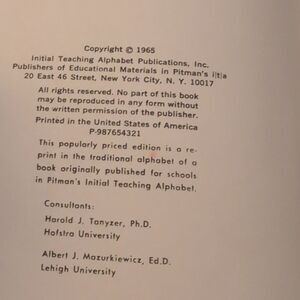 Copyright © 1965
Initial Teaching Alphabet Publications, Inc.
Publishers of Educational Materials in Pitman's i|t|a
20 East 46 Street, New York City, N. Y. 10017
All rights reserved. No part of this book
may be reproduced in any form without
the written permission of the publisher.
Printed in the United States of America
P-987654321
This popularly priced edition is a re-
print in the traditional alphabet of a
book originally published for schools
in Pitman's Initial Teaching Alphabet.
Consultants:
Harold J. Tanyzer, Ph.D.
Hofstra University
Albert J. Mazurkiewicz, Ed.D.
Lehigh University